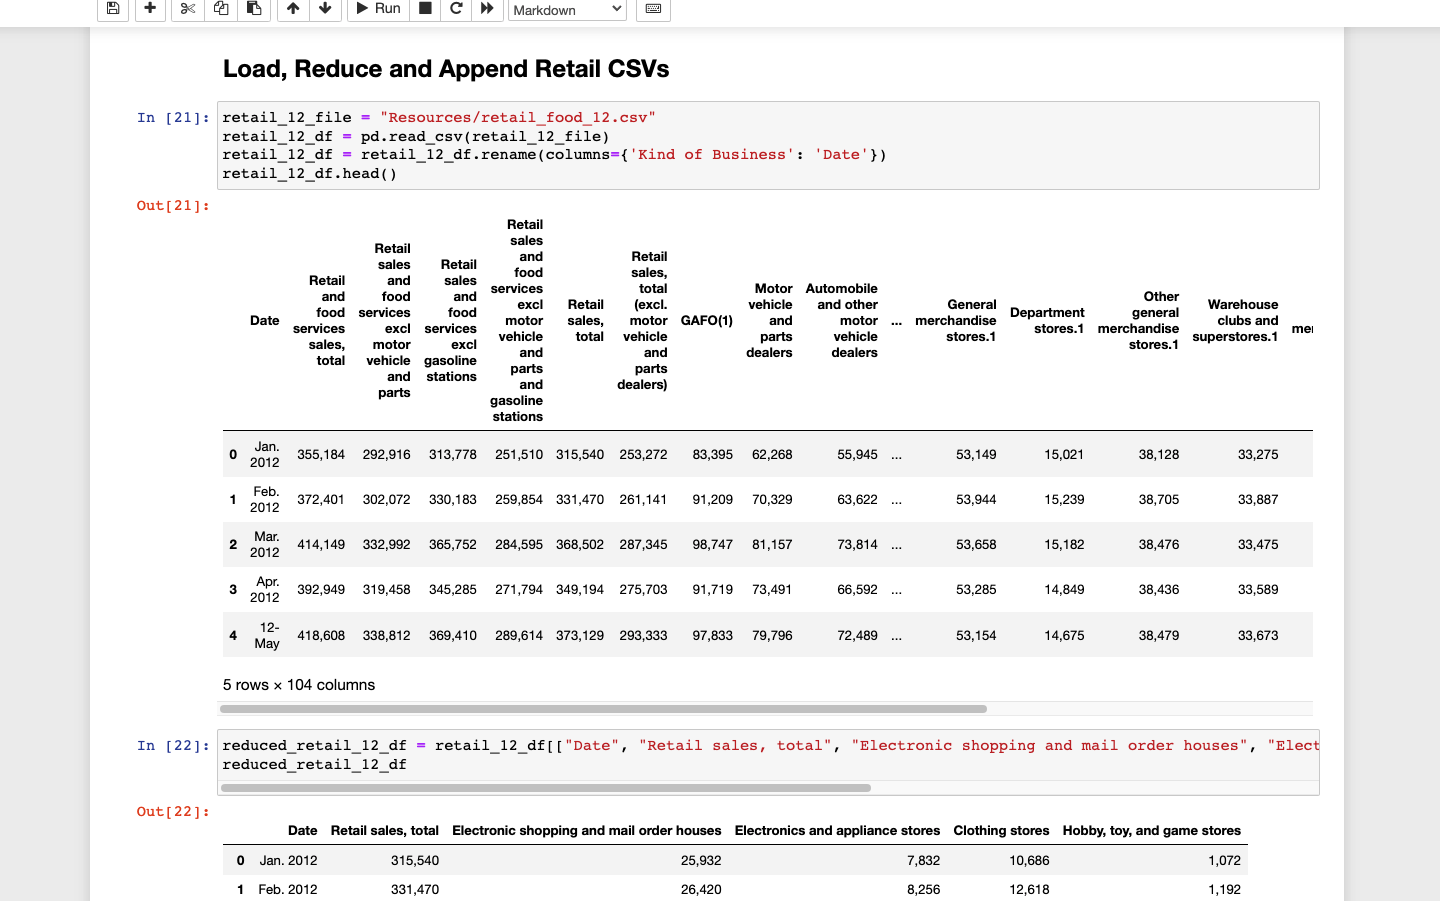 Run
Markdown
Load, Reduce and Append Retail CSVs
In [21]:
retail_12_file = "Resources/retail_food_12.csv"
retail_12_df = pd.read_csv(retail_12_file)
retail_12_df = retail_12_df.rename(columns={'Kind of Business': 'Date'})
retail_12_df.head()
Out[21]:
Date
Retail
and
food
services
sales,
total
Retail
sales
and
food
services
excl
motor
vehicle
and
parts
Retail
sales
and
food
services
excl
gasoline
stations
Retail
sales
and
food
services
excl
motor
vehicle
and
parts
and
gasoline
stations
Retail
sales,
total
Retail
sales,
total
(excl.
motor
vehicle
and
parts
dealers)
GAFO(1)
Motor
vehicle
and
parts
dealers
Automobile
and other
motor
vehicle
dealers
...
General
merchandise
stores.1
Department
stores.1
Other
general
merchandise
stores.1
Warehouse
clubs and
superstores.1
0 Jan. 2012 355,184 292,916 313,778 251,510 315,540 253,272 83,395 62,268 55,945 ... 53,149 15,021 38,128 33,275
1 Feb. 2012 372,401 302,072 330,183 259,854 331,470 261,141 91,209 70,329 63,622 ... 53,944 15,239 38,705 33,887
2 Mar. 2012 414,149 332,992 365,752 284,595 368,502 287,345 98,747 81,157 73,814 ... 53,658 15,182 38,476 33,475
3 Apr. 2012 392,949 319,458 345,285 271,794 349,194 275,703 91,719 73,491 66,592 ... 53,285 14,849 38,436 33,589
4 12-May 418,608 338,812 369,410 289,614 373,129 293,333 97,833 79,796 72,489 ... 53,154 14,675 38,479 33,673
5 rows × 104 columns
In [22]:
reduced_retail_12_df = retail_12_df[["Date", "Retail sales, total", "Electronic shopping and mail order houses", "Elect
reduced_retail_12_df
Out[22]:
Date Retail sales, total Electronic shopping and mail order houses Electronics and appliance stores Clothing stores Hobby, toy, and game stores
0 Jan. 2012 315,540 25,932 7,832 10,686 1,072
1 Feb. 2012 331,470 26,420 8,256 12,618 1,192